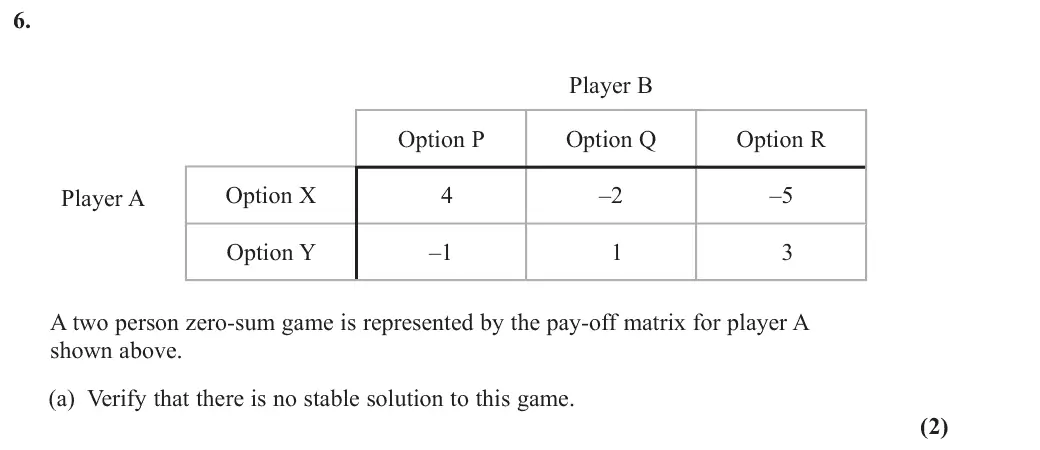 6.
Player B
Option P Option Q Option R
Player A Option X 4 –2 –5
Option Y –1 1 3
A two person zero-sum game is represented by the pay-off matrix for player A
shown above.
(a) Verify that there is no stable solution to this game.
(2)